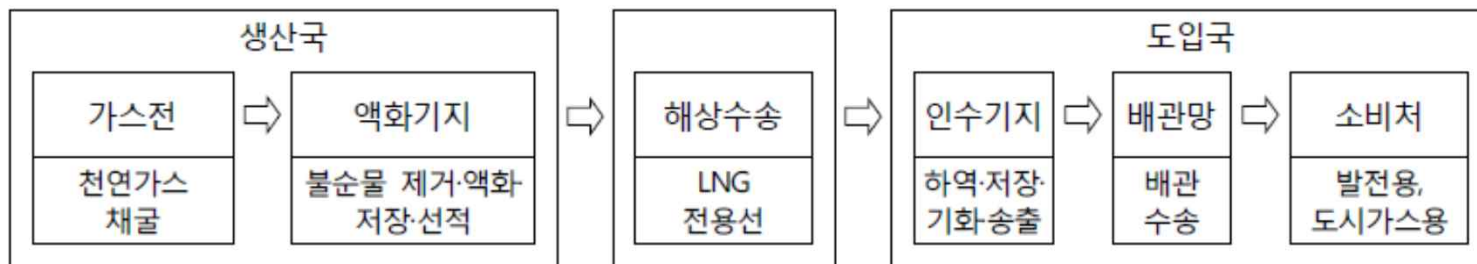 생산국
도입국
가스전
액화기지
해상수송
인수기지
배관망
소비처
천연가스
채굴
불순물 제거·액화·
저장·선적
LNG
전용선
하역·저장·
기화·송출
배관
수송
발전용,
도시가스용